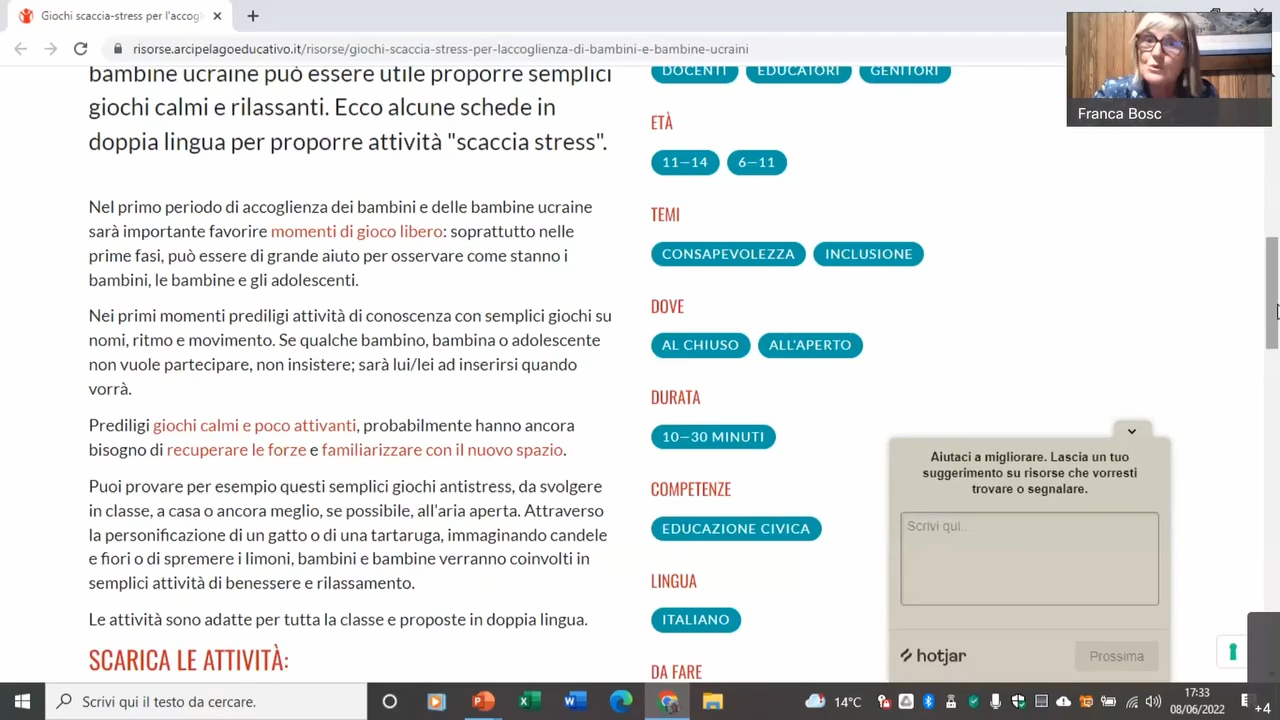 Giochi scaccia-stress per l'accogl
risorse.arcipelagoeducativo.it/risorse/giochi-scaccia-stress-per-laccoglienza-di-bambini-e-bambine-ucraini
Franca Bosc
bambine ucraine può essere utile proporre semplici
giochi calmi e rilassanti. Ecco alcune schede in
doppia lingua per proporre attività "scaccia stress".
Nel primo periodo di accoglienza dei bambini e delle bambine ucraine
sarà importante favorire momenti di gioco libero: soprattutto nelle
prime fasi, può essere di grande aiuto per osservare come stanno i
bambini, le bambine e gli adolescenti.
Nei primi momenti prediligi attività di conoscenza con semplici giochi su
nomi, ritmo e movimento. Se qualche bambino, bambina o adolescente
non vuole partecipare, non insistere; sarà lui/lei ad inserirsi quando
vorrà.
Prediligi giochi calmi e poco attivanti, probabilmente hanno ancora
bisogno di recuperare le forze e familiarizzare con il nuovo spazio.
Puoi provare per esempio questi semplici giochi antistress, da svolgere
in classe, a casa o ancora meglio, se possibile, all'aria aperta. Attraverso
la personificazione di un gatto o di una tartaruga, immaginando candele
e fiori o di spremere i limoni, bambini e bambine verranno coinvolti in
semplici attività di benessere e rilassamento.
Le attività sono adatte per tutta la classe e proposte in doppia lingua.
SCARICA LE ATTIVITÀ:
DOCENTI EDUCATORI GENITORI
ETÀ
11—14 6—11
TEMI
CONSAPEVOLEZZA INCLUSIONE
DOVE
AL CHIUSO ALL'APERTO
DURATA
10—30 MINUTI
COMPETENZE
EDUCAZIONE CIVICA
LINGUA
ITALIANO
DA FARE
Aiutaci a migliorare. Lascia un tuo
suggerimento su risorse che vorresti
trovare o segnalare.
Scrivi qui...
hotjar
Prossima
Scrivi qui il testo da cercare.
14°C
17:33
08/06/2022
+4